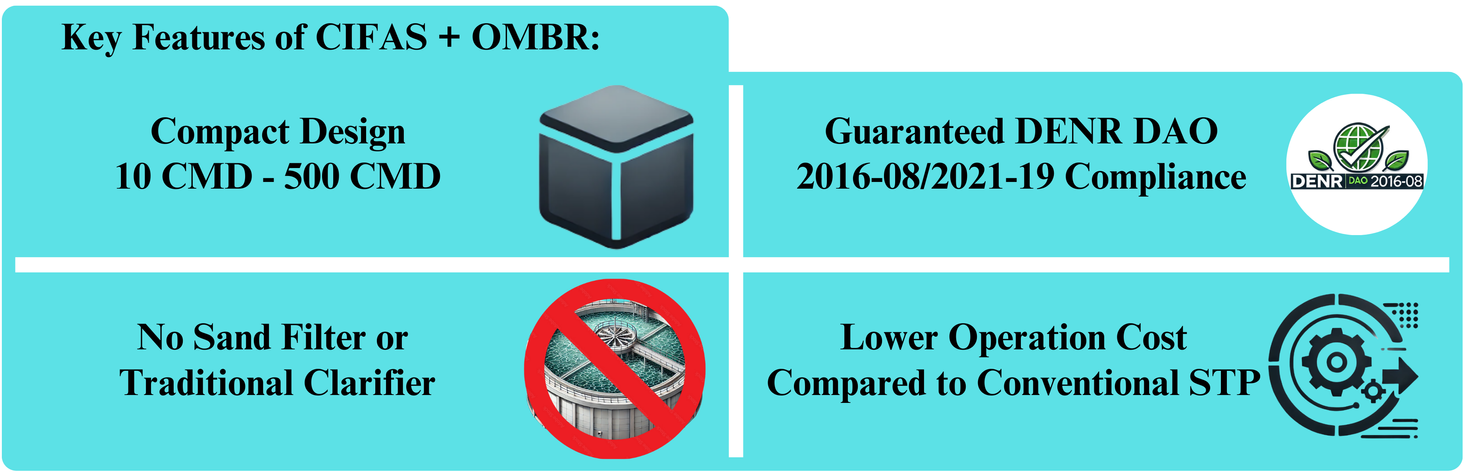 Key Features of CIFAS + OMBR:
Compact Design
10 CMD - 500 CMD
Guaranteed DENR DAO
2016-08/2021-19 Compliance
DENR DAO 2016-08
No Sand Filter or
Traditional Clarifier
Lower Operation Cost
Compared to Conventional STP